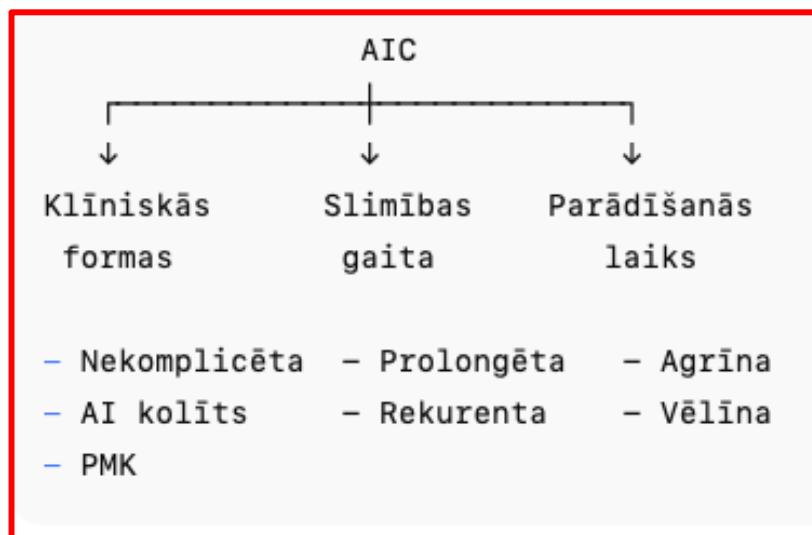 AIC
↓ ↓ ↓
Klīniskās Slimības Parādīšanās
formas gaita laiks
– Nekomplicēta – Prolongēta – Agrīna
– AI kolīts – Rekurenta – Vēlīna
– PMK